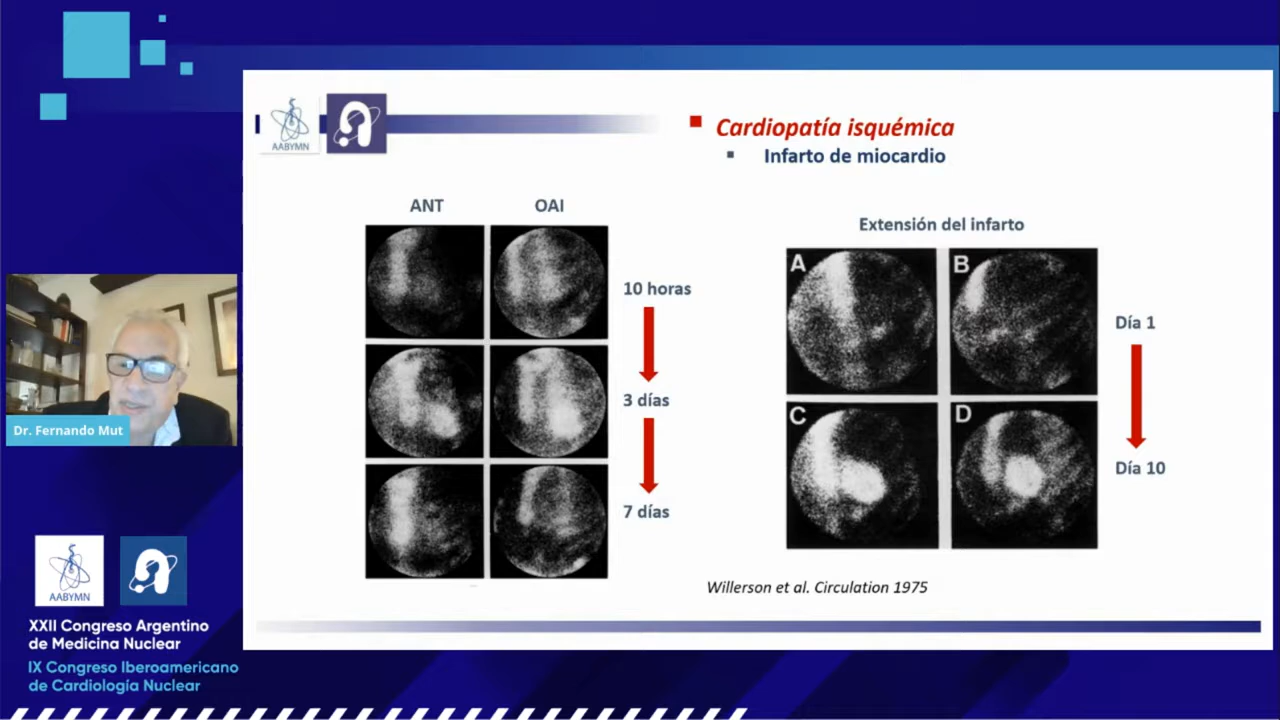 AABYMN
Cardiopatía isquémica
Infarto de miocardio
ANT
OAI
10 horas
3 días
7 días
Extensión del infarto
A
B
C
D
Día 1
Día 10
Willerson et al. Circulation 1975
Dr. Fernando Mut
AABYMN
XXII Congreso Argentino
de Medicina Nuclear
IX Congreso Iberoamericano
de Cardiología Nuclear